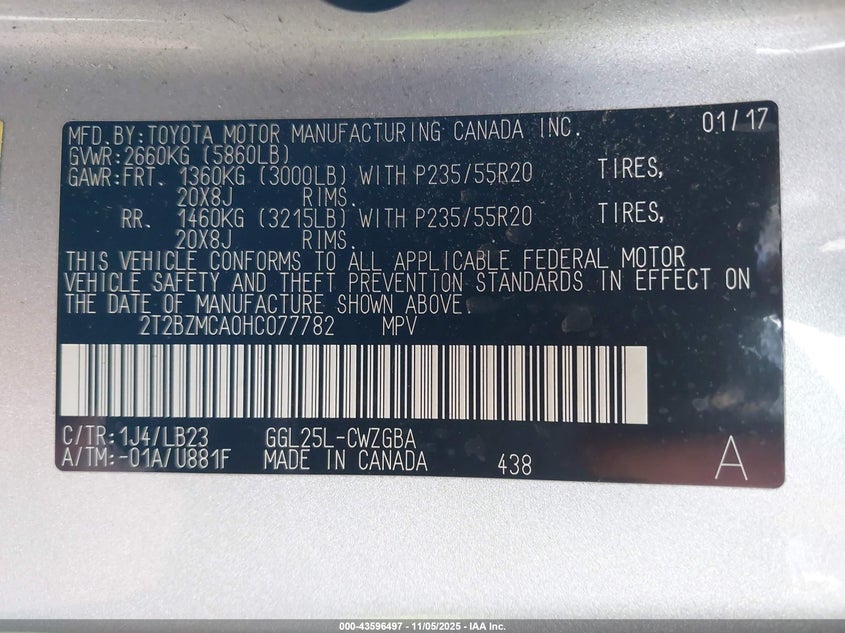 MFD.BY:TOYOTA MOTOR MANUFACTURING CANADA INC. 01/17
GVWR:2660KG (5860LB)
GAWR:FRT. 1360KG (3000LB) WITH P235/55R20 TIRES,
20X8J RIMS.
RR. 1460KG (3215LB) WITH P235/55R20 TIRES,
20X8J RIMS.
THIS VEHICLE CONFORMS TO ALL APPLICABLE FEDERAL MOTOR
VEHICLE SAFETY AND THEFT PREVENTION STANDARDS IN EFFECT ON
THE DATE OF MANUFACTURE SHOWN ABOVE.
2T2BZMCA0HC077782 MPV
C/TR:1J4/LB23 GGL25L-CWZGBA
A/TM:-01A/U881F MADE IN CANADA 438 A
000-43596497 - 11/05/2025 - IAA Inc.